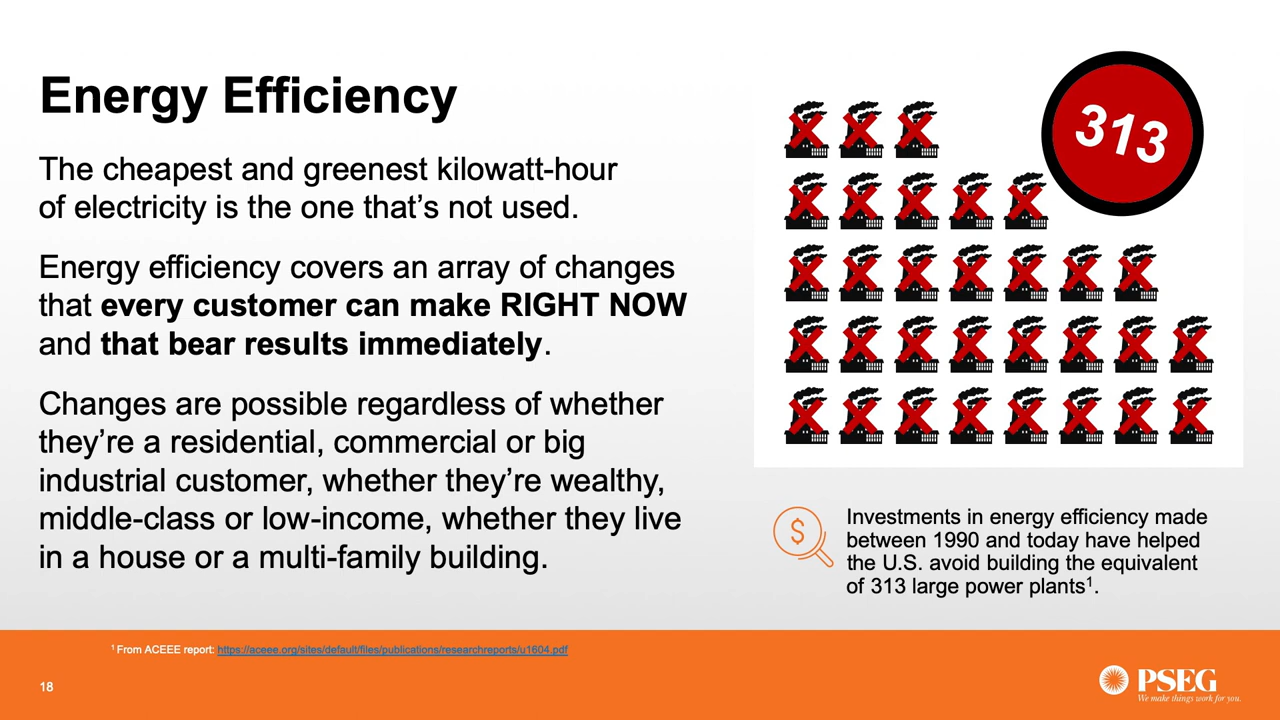 Energy Efficiency
The cheapest and greenest kilowatt-hour
of electricity is the one that’s not used.
Energy efficiency covers an array of changes
that every customer can make RIGHT NOW
and that bear results immediately.
Changes are possible regardless of whether
they’re a residential, commercial or big
industrial customer, whether they’re wealthy,
middle-class or low-income, whether they live
in a house or a multi-family building.
313
$
Investments in energy efficiency made
between 1990 and today have helped
the U.S. avoid building the equivalent
of 313 large power plants¹.
¹ From ACEEE report: https://aceee.org/sites/default/files/publications/researchreports/u1604.pdf
18
PSEG
We make things work for you.